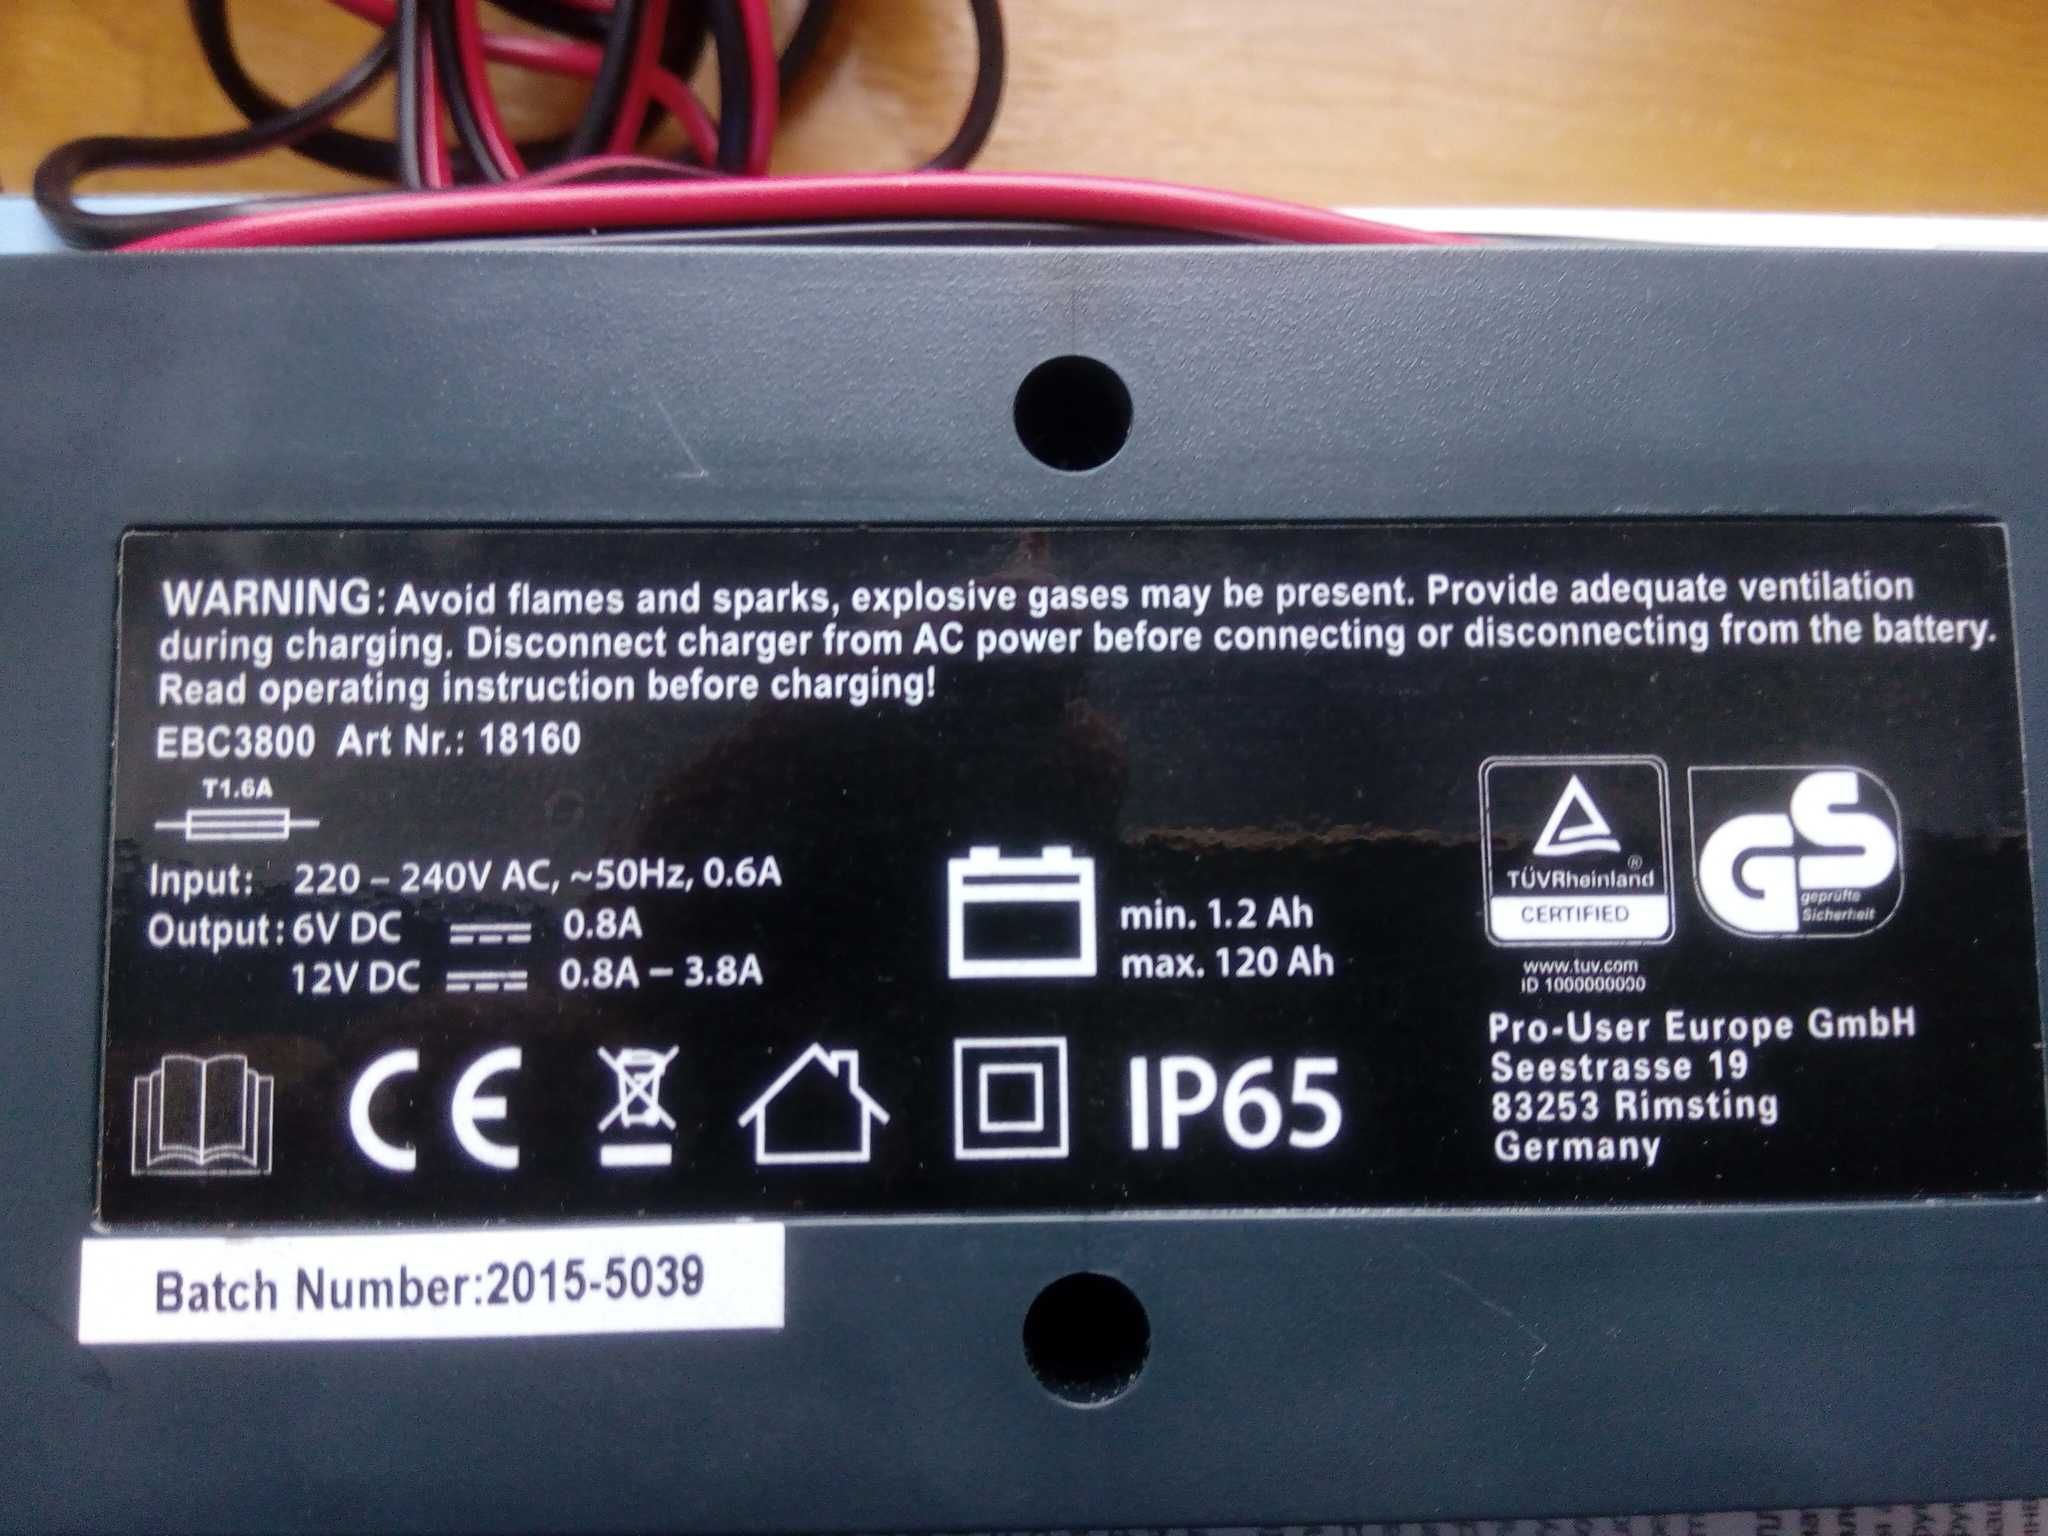 WARNING: Avoid flames and sparks, explosive gases may be present. Provide adequate ventilation
during charging. Disconnect charger from AC power before connecting or disconnecting from the battery.
Read operating instruction before charging!
EBC3800 Art Nr.: 18160
T1.6A
Input: 220 – 240V AC, ~50Hz, 0.6A
Output: 6V DC 0.8A
12V DC 0.8A – 3.8A
min. 1.2 Ah
max. 120 Ah
TÜVRheinland®
CERTIFIED
www.tuv.com
ID 1000000000
GS
geprüfte
Sicherheit
CE
IP65
Pro-User Europe GmbH
Seestrasse 19
83253 Rimsting
Germany
Batch Number:2015-5039